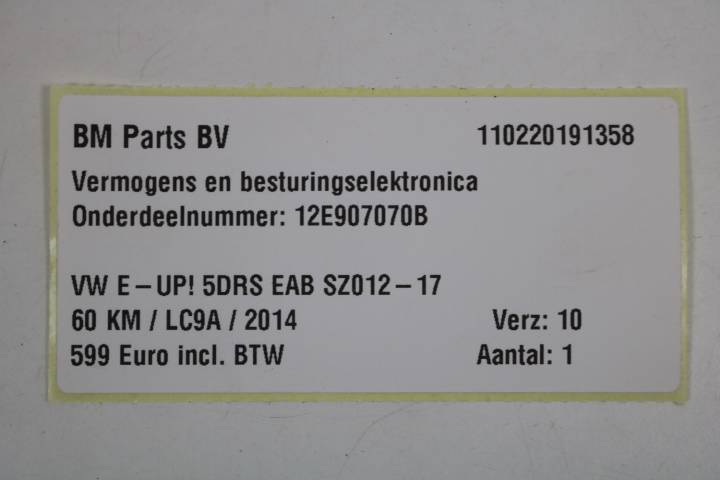 BM Parts BV 110220191358
Vermogens en besturingselektronica
Onderdeelnummer: 12E907070B
VW E-UP! 5DRS EAB SZ012-17
60 KM / LC9A / 2014 Verz: 10
599 Euro incl. BTW Aantal: 1